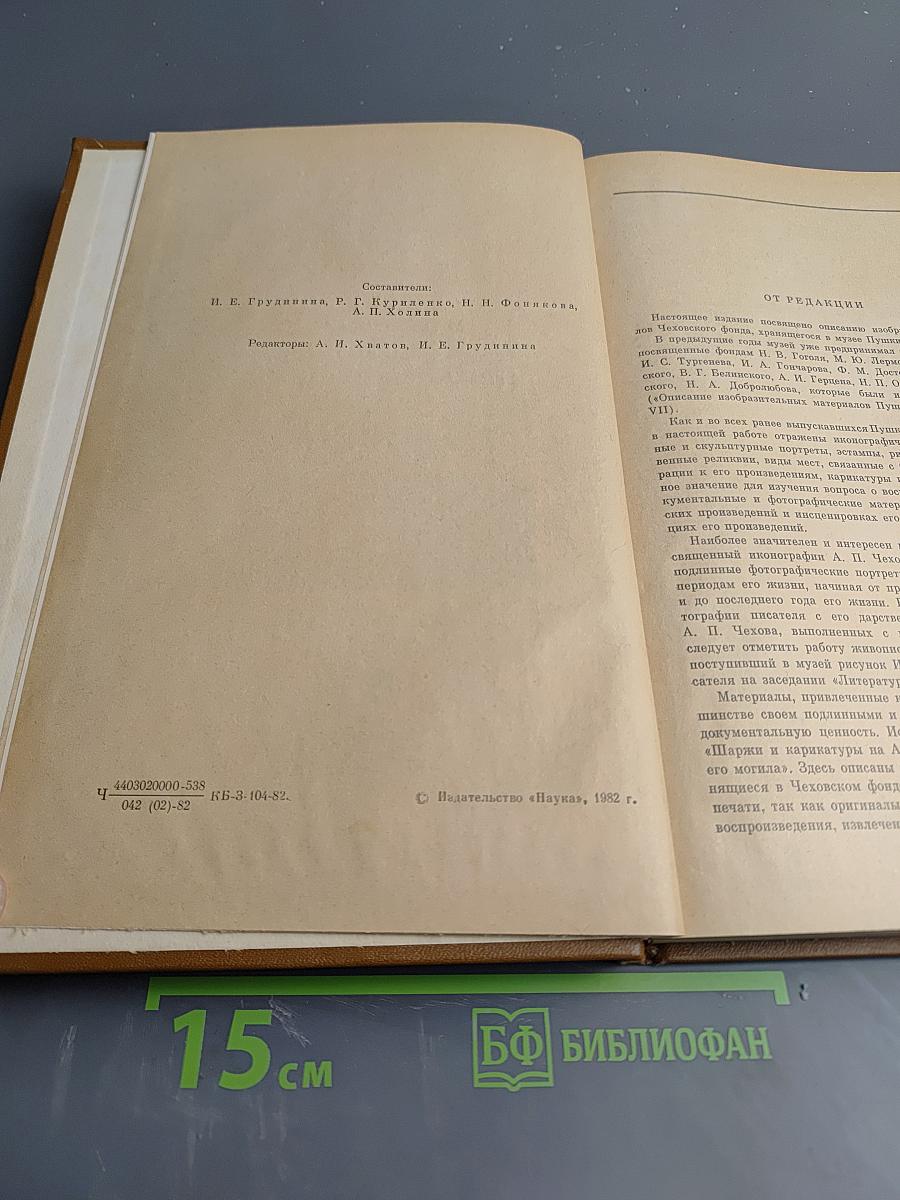 Составители:
И. Е. Грудинина, Р. Г. Куриленко, Н. Н. Фонякова,
А. П. Холина
Редакторы: А. И. Хватов, И. Е. Грудинина
Ч 4403020000-538
042 (02)-82
КБ-3-104-82.
© Издательство «Наука», 1982 г.
ОТ РЕДАКЦИИ
Настоящее издание посвящено описанию изобр
лов Чеховского фонда, хранящегося в музее Пушки
В предыдущие годы музей уже предпринимал
посвященные фондам Н. В. Гоголя, М. Ю. Лермо
И. С. Тургенева, И. А. Гончарова, Ф. М. Досто
ского, В. Г. Белинского, А. И. Герцена, Н. П. О
ского, Н. А. Добролюбова, которые были и
(«Описание изобразительных материалов Пуш
VII).
Как и во всех ранее выпускавшихся Пушк
в настоящей работе отражены иконографич
ные и скульптурные портреты, эстампы, ри
венные реликвии, виды мест, связанные с
рации к его произведениям, карикатуры и
ное значение для изучения вопроса о вос
кументальные и фотографические матер
ских произведений и инсценировках его
циях его произведений.
Наиболее значителен и интересен
священный иконографии А. П. Чехо
подлинные фотографические портрет
периодам его жизни, начиная от пр
и до последнего года его жизни.
тографии писателя с его дарстве
А. П. Чехова, выполненных с
следует отметить работу живопис
поступивший в музей рисунок И
сателя на заседании «Литератур
Материалы, привлеченные
шинстве своем подлинными и
документальную ценность. Ис
«Шаржи и карикатуры на А
его могила». Здесь описаны
нящиеся в Чеховском фонд
печати, так как оригиналы
воспроизведения, извлечен
15 см
БФ БИБЛИОФАН